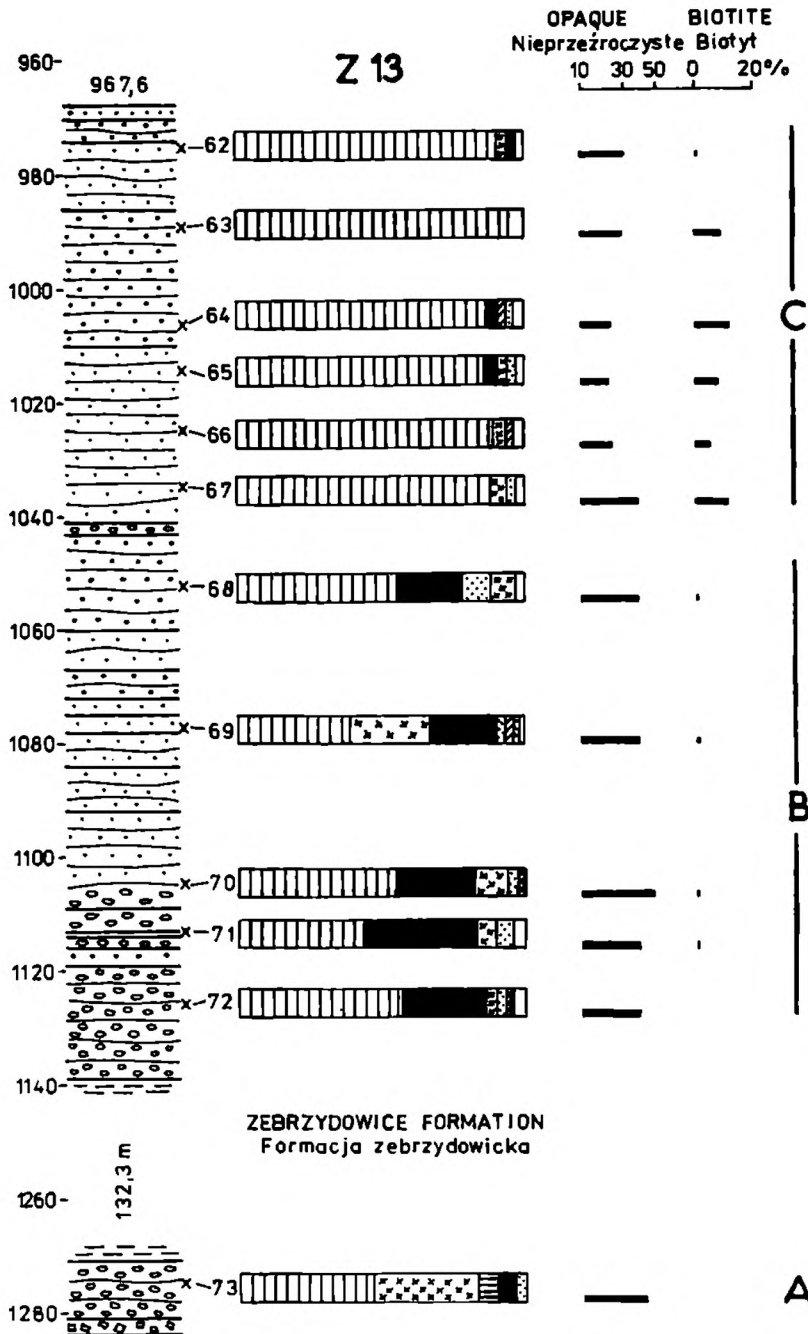 OPAQUE BIOTITE
Nieprzeźroczyste Biotyt
10 30 50 0 20%
Z 13
960-
967,6
x-62
980-
x-63
1000-
x-64
C
x-65
1020-
x-66
x-67
1040-
x-68
1060-
x-69
1080-
B
1100-
x-70
x-71
1120-
x-72
1140-
ZEBRZYDOWICE FORMATION
Formacja zebrzydowicka
132,3 m
1260-
x-73
A
1280-